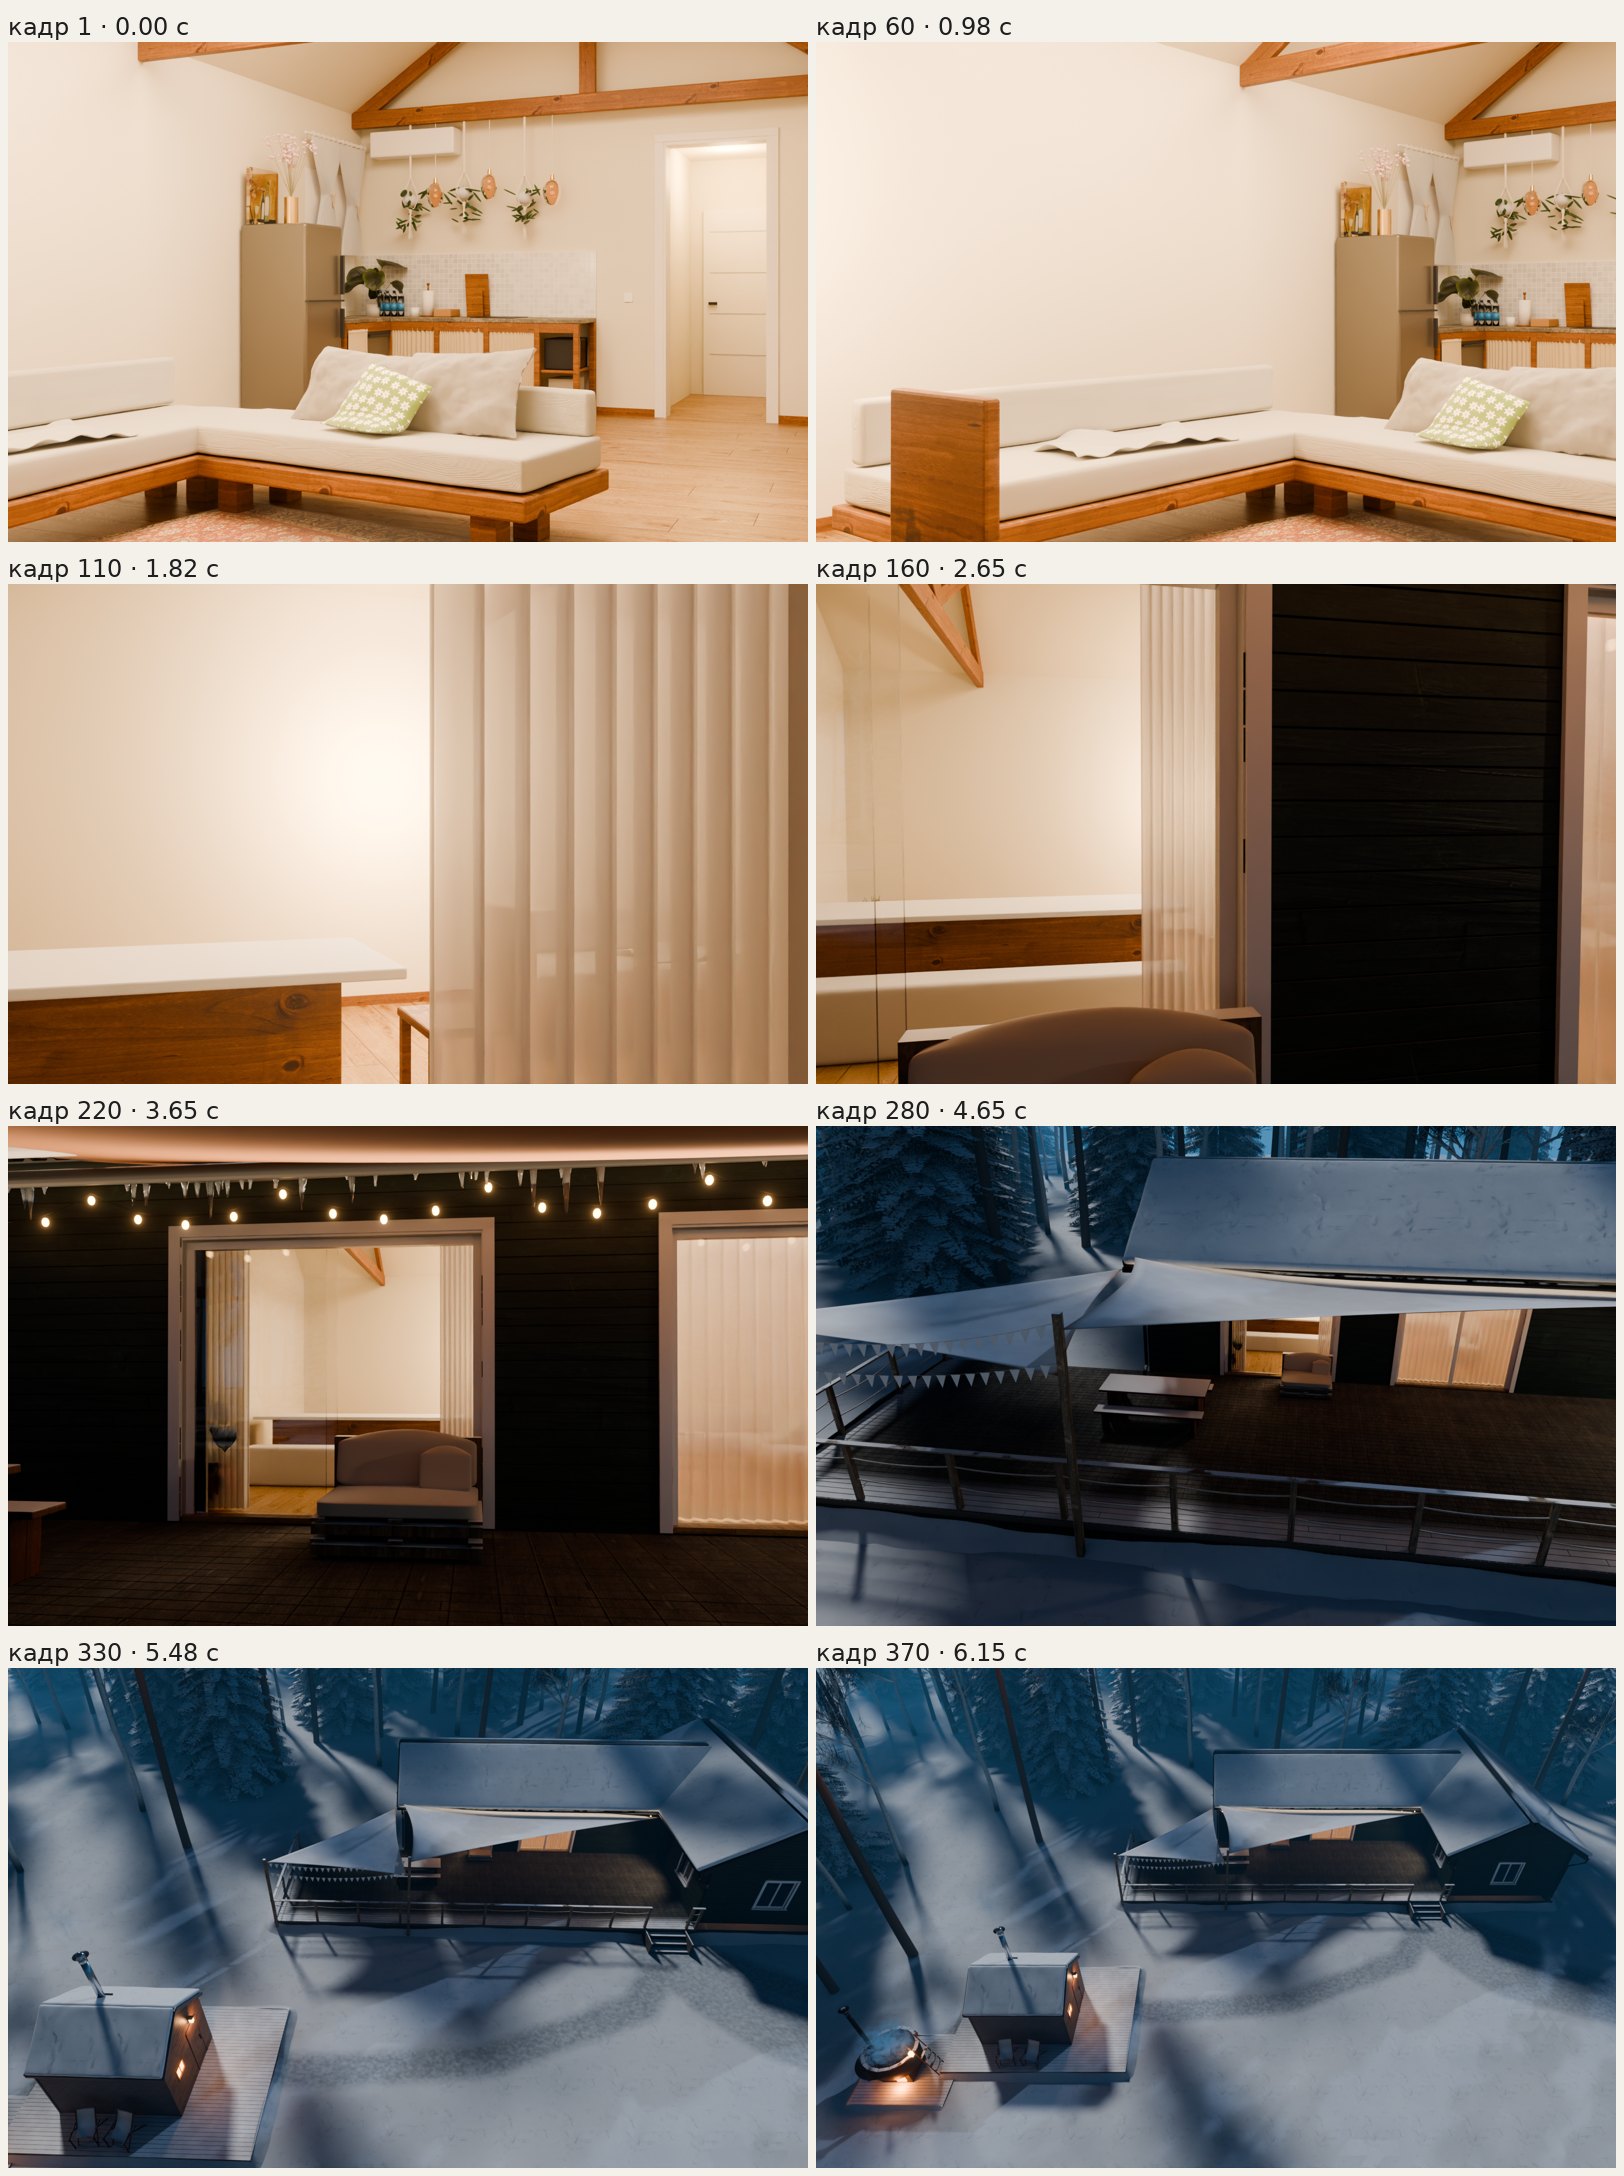 кадр 1 · 0.00 с
кадр 60 · 0.98 с
кадр 110 · 1.82 с
кадр 160 · 2.65 с
кадр 220 · 3.65 с
кадр 280 · 4.65 с
кадр 330 · 5.48 с
кадр 370 · 6.15 с